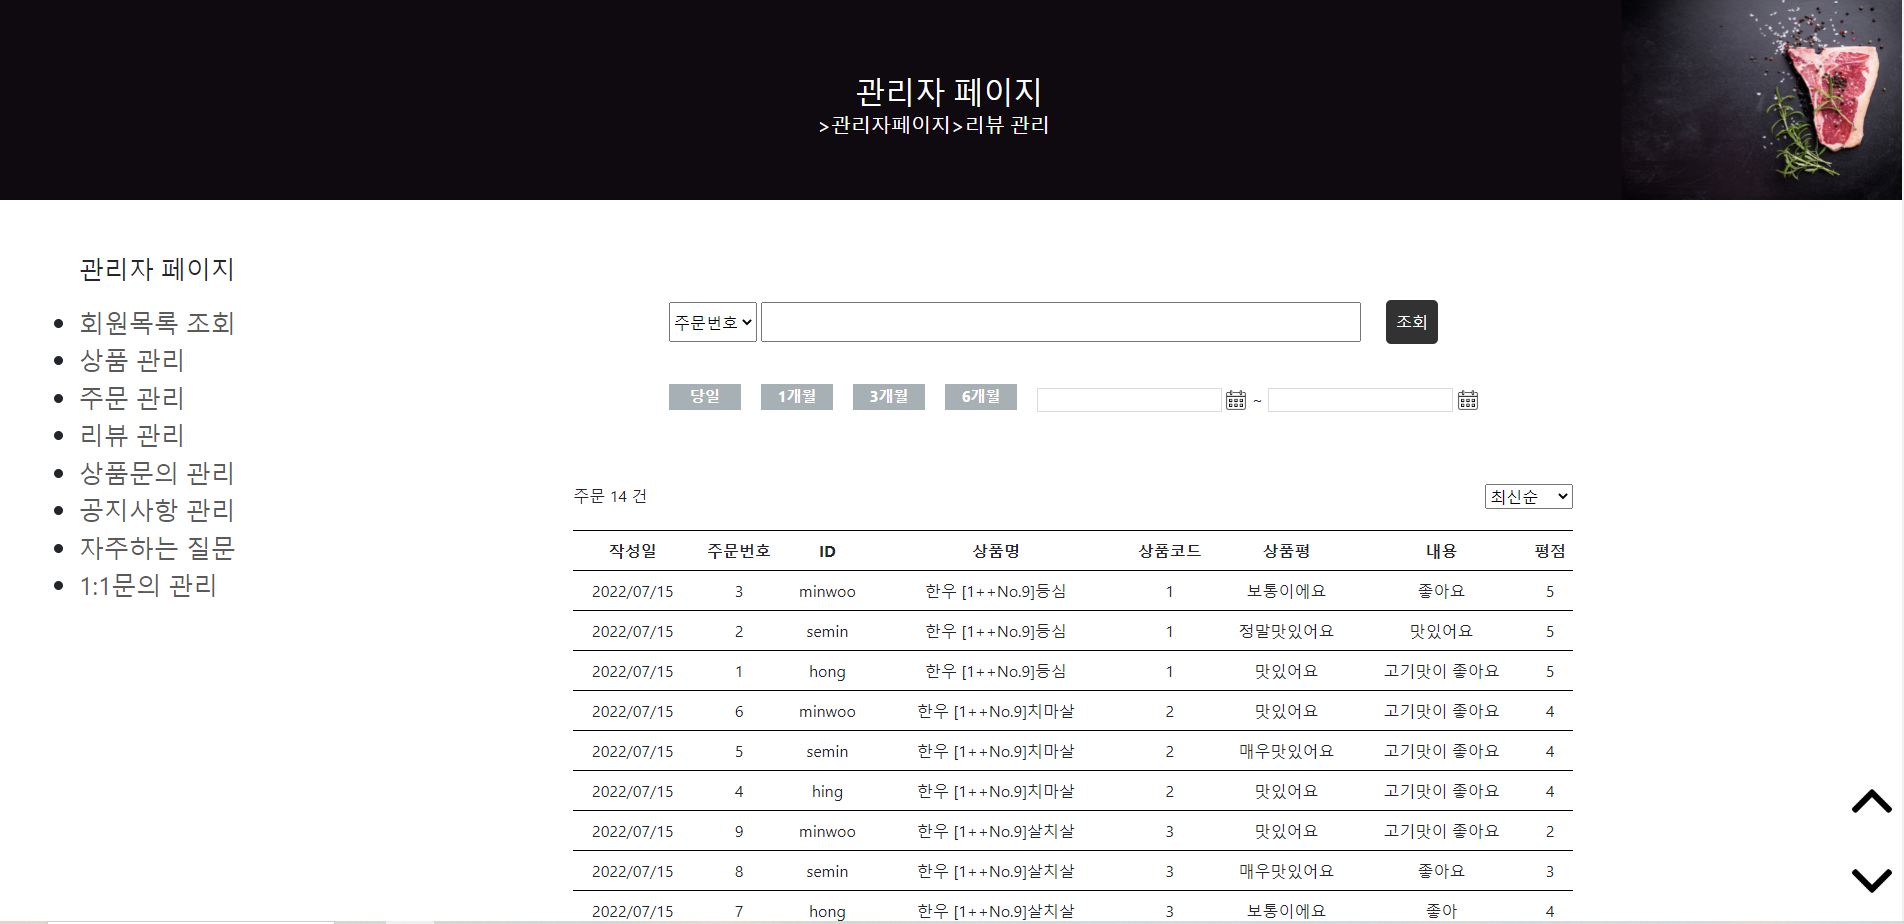 관리자 페이지
>관리자페이지>리뷰 관리
관리자 페이지
회원목록 조회
상품 관리
주문 관리
리뷰 관리
상품문의 관리
공지사항 관리
자주하는 질문
1:1문의 관리
주문번호 조회
당일 1개월 3개월 6개월 ~
주문 14 건 최신순
작성일 주문번호 ID 상품명 상품코드 상품평 내용 평점
2022/07/15 3 minwoo 한우 [1++No.9]등심 1 보통이에요 좋아요 5
2022/07/15 2 semin 한우 [1++No.9]등심 1 정말맛있어요 맛있어요 5
2022/07/15 1 hong 한우 [1++No.9]등심 1 맛있어요 고기맛이 좋아요 5
2022/07/15 6 minwoo 한우 [1++No.9]치마살 2 맛있어요 고기맛이 좋아요 4
2022/07/15 5 semin 한우 [1++No.9]치마살 2 매우맛있어요 고기맛이 좋아요 4
2022/07/15 4 hing 한우 [1++No.9]치마살 2 맛있어요 고기맛이 좋아요 4
2022/07/15 9 minwoo 한우 [1++No.9]살치살 3 맛있어요 고기맛이 좋아요 2
2022/07/15 8 semin 한우 [1++No.9]살치살 3 매우맛있어요 좋아요 3
2022/07/15 7 hong 한우 [1++No.9]살치살 3 보통이에요 좋아 4